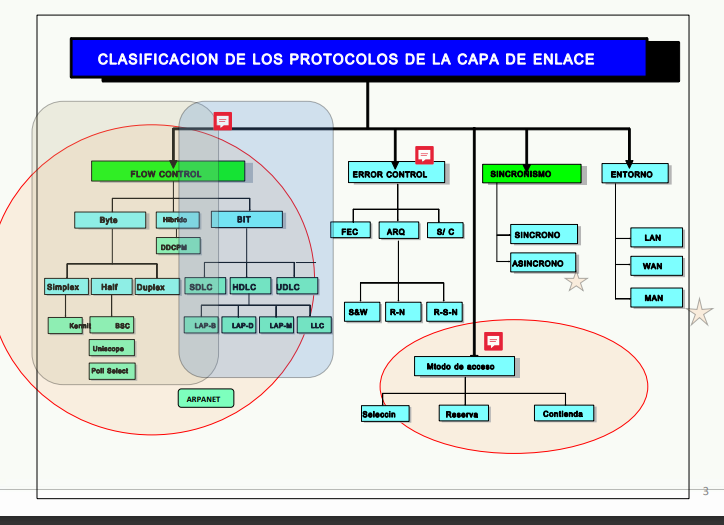 CLASIFICACION DE LOS PROTOCOLOS DE LA CAPA DE ENLACE
FLOW CONTROL
ERROR CONTROL
SINCRONISMO
ENTORNO
Byte
Hibrido
BIT
DDCPM
FEC
ARQ
S/ C
SINCRONO
ASINCRONO
LAN
WAN
MAN
Simplex
Half
Duplex
SDLC
HDLC
UDLC
S&W
R-N
R-S-N
Kermit
BSC
LAP-B
LAP-D
LAP-M
LLC
Uniscope
Poll Select
ARPANET
Mtodo de acceso
Seleccin
Reserva
Contienda
3